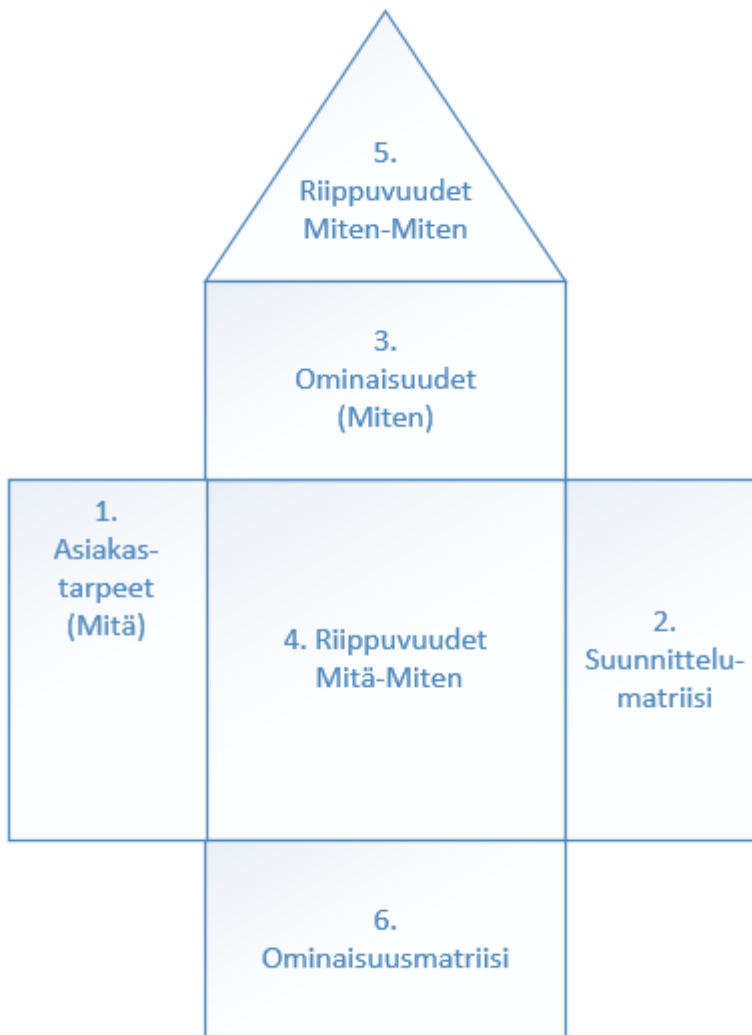 5.
Riippuvuudet
Miten-Miten
3.
Ominaisuudet
(Miten)
1.
Asiakas-
tarpeet
(Mitä)
4. Riippuvuudet
Mitä-Miten
2.
Suunnittelu-
matriisi
6.
Ominaisuusmatriisi